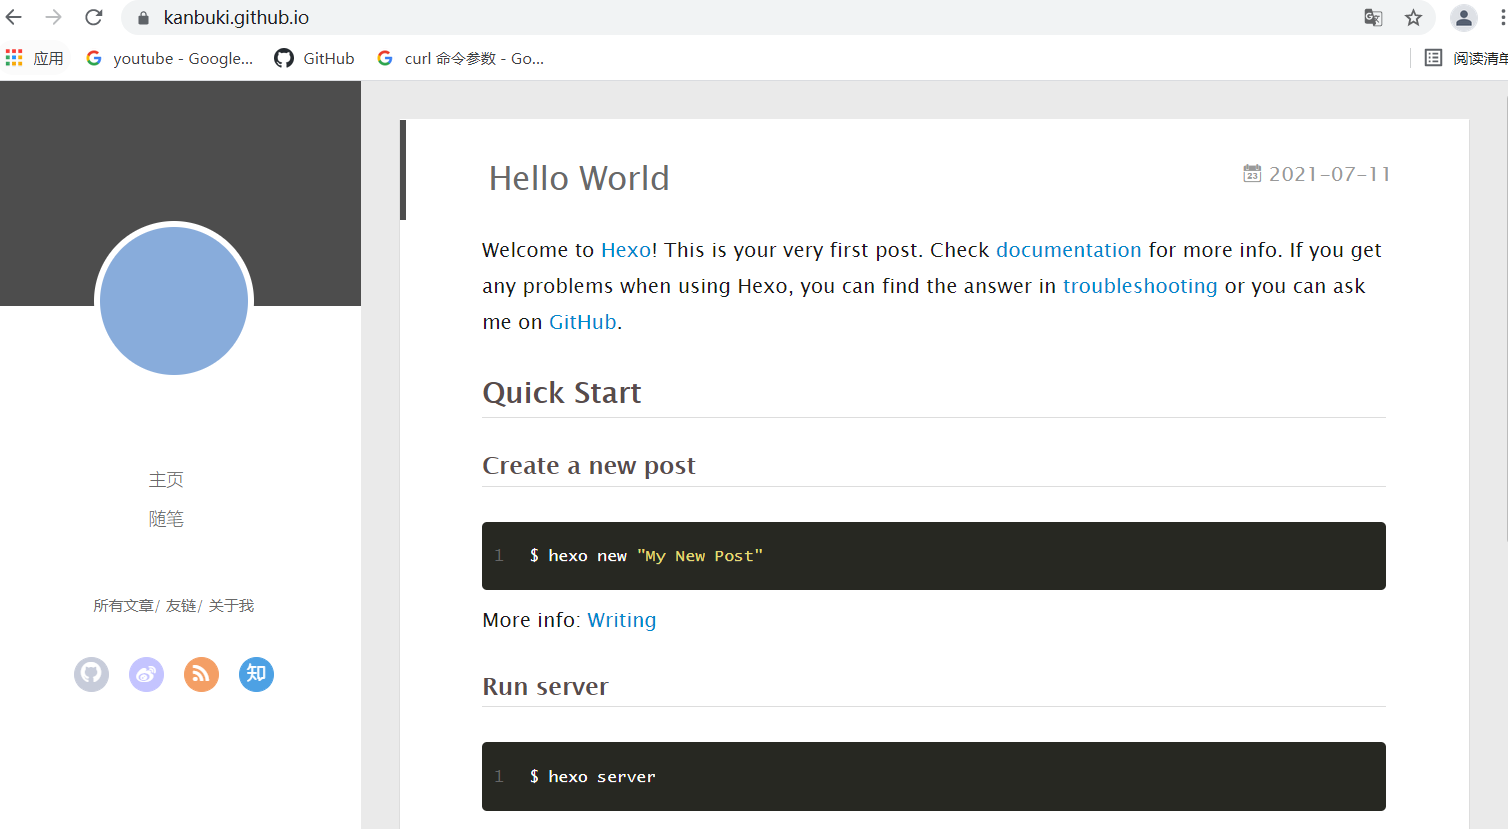 kanbuki.github.io
应用 youtube - Google... GitHub curl 命令参数 - Go... 阅读清单
Hello World
23 2021-07-11
Welcome to Hexo! This is your very first post. Check documentation for more info. If you get
any problems when using Hexo, you can find the answer in troubleshooting or you can ask
me on GitHub.
Quick Start
Create a new post
1 $ hexo new "My New Post"
More info: Writing
Run server
1 $ hexo server
主页
随笔
所有文章/ 友链/ 关于我
知